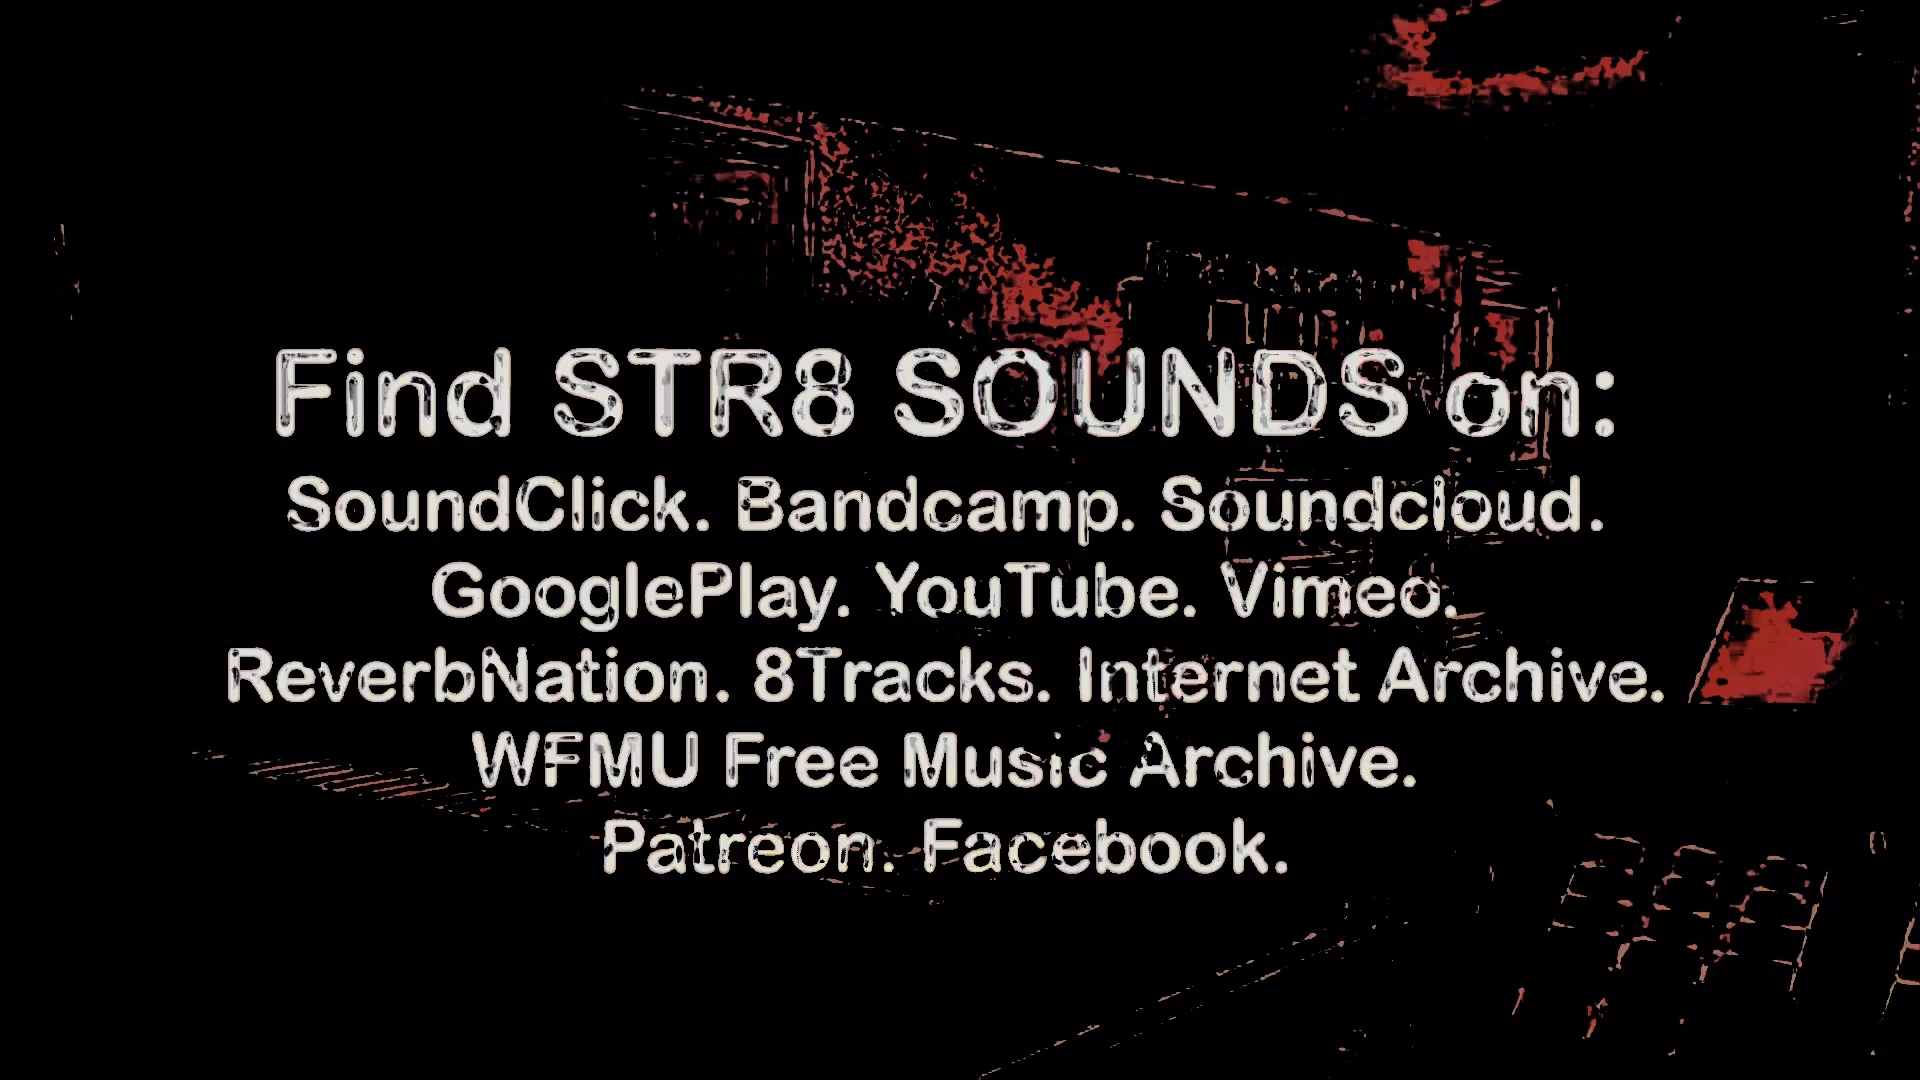 Find STR8 SOUNDS on:
SoundClick. Bandcamp. Soundcloud.
GooglePlay. YouTube. Vimeo.
ReverbNation. 8Tracks. Internet Archive.
WFMU Free Music Archive.
Patreon. Facebook.